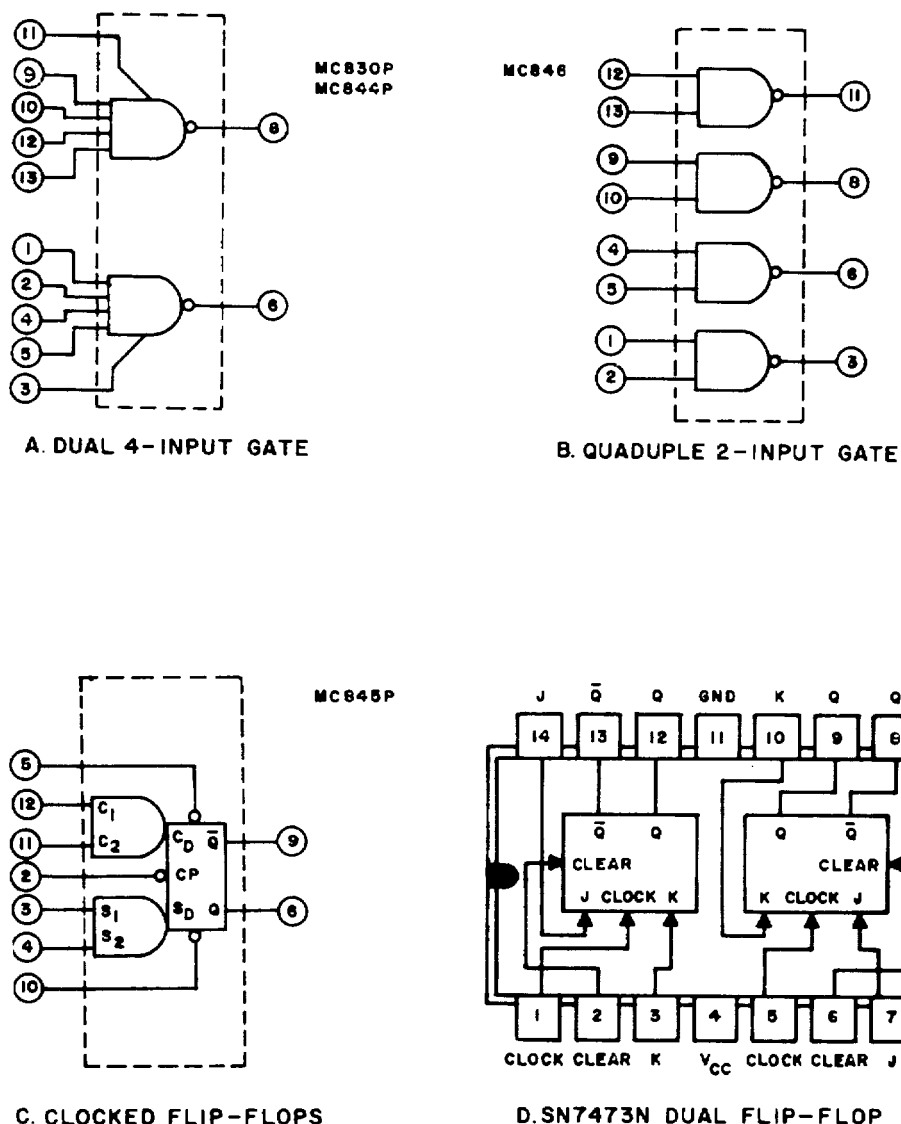 11
9
10
12
13
8
MC830P
MC844P
1
2
4
5
3
6
A. DUAL 4-INPUT GATE
MC846
12
13
11
9
10
8
4
5
6
1
2
3
B. QUADUPLE 2-INPUT GATE
MC845P
5
12
11
2
3
4
10
C1
C2
S1
S2
CD
Q̅
CP
SD
Q
9
6
C. CLOCKED FLIP-FLOPS
J Q̅ Q GND K Q Q
14 13 12 11 10 9 8
Q̅ Q
CLEAR
J CLOCK K
Q Q̅
CLEAR
K CLOCK J
1 2 3 4 5 6 7
CLOCK CLEAR K VCC CLOCK CLEAR J
D. SN7473N DUAL FLIP-FLOP